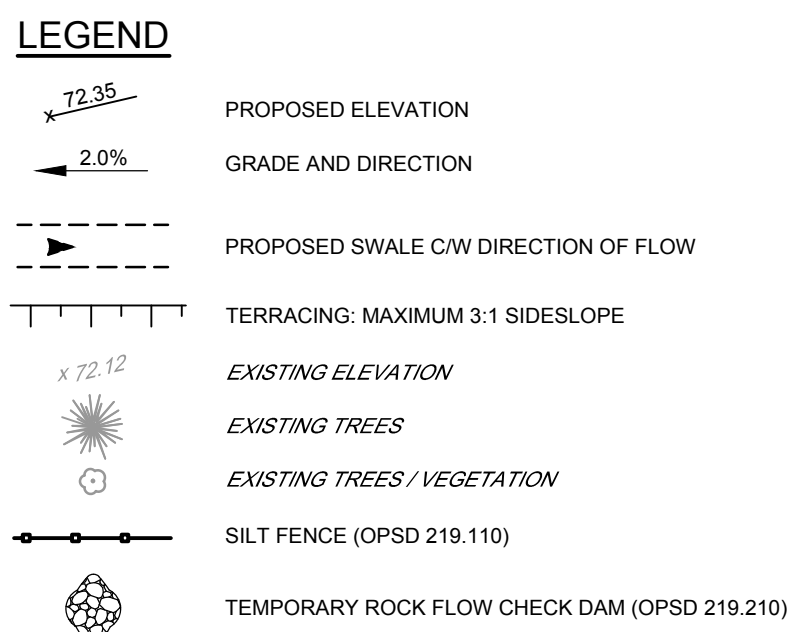 LEGEND
x 72.35 PROPOSED ELEVATION
2.0% GRADE AND DIRECTION
PROPOSED SWALE C/W DIRECTION OF FLOW
TERRACING: MAXIMUM 3:1 SIDESLOPE
x 72.12 EXISTING ELEVATION
EXISTING TREES
EXISTING TREES / VEGETATION
SILT FENCE (OPSD 219.110)
TEMPORARY ROCK FLOW CHECK DAM (OPSD 219.210)